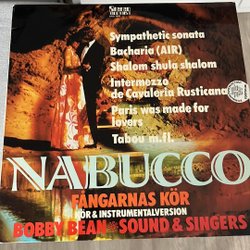 Sympathetic sonata
Bacharia (AIR)
Shalom shula shalom
Intermezzo
de Cavaleria Rusticana
Paris was made for
lovers
Tabou m.fl.
NABUCCO
FÅNGARNAS KÖR
KÖR & INSTRUMENTALVERSION
BOBBY BEAN SOUND & SINGERS